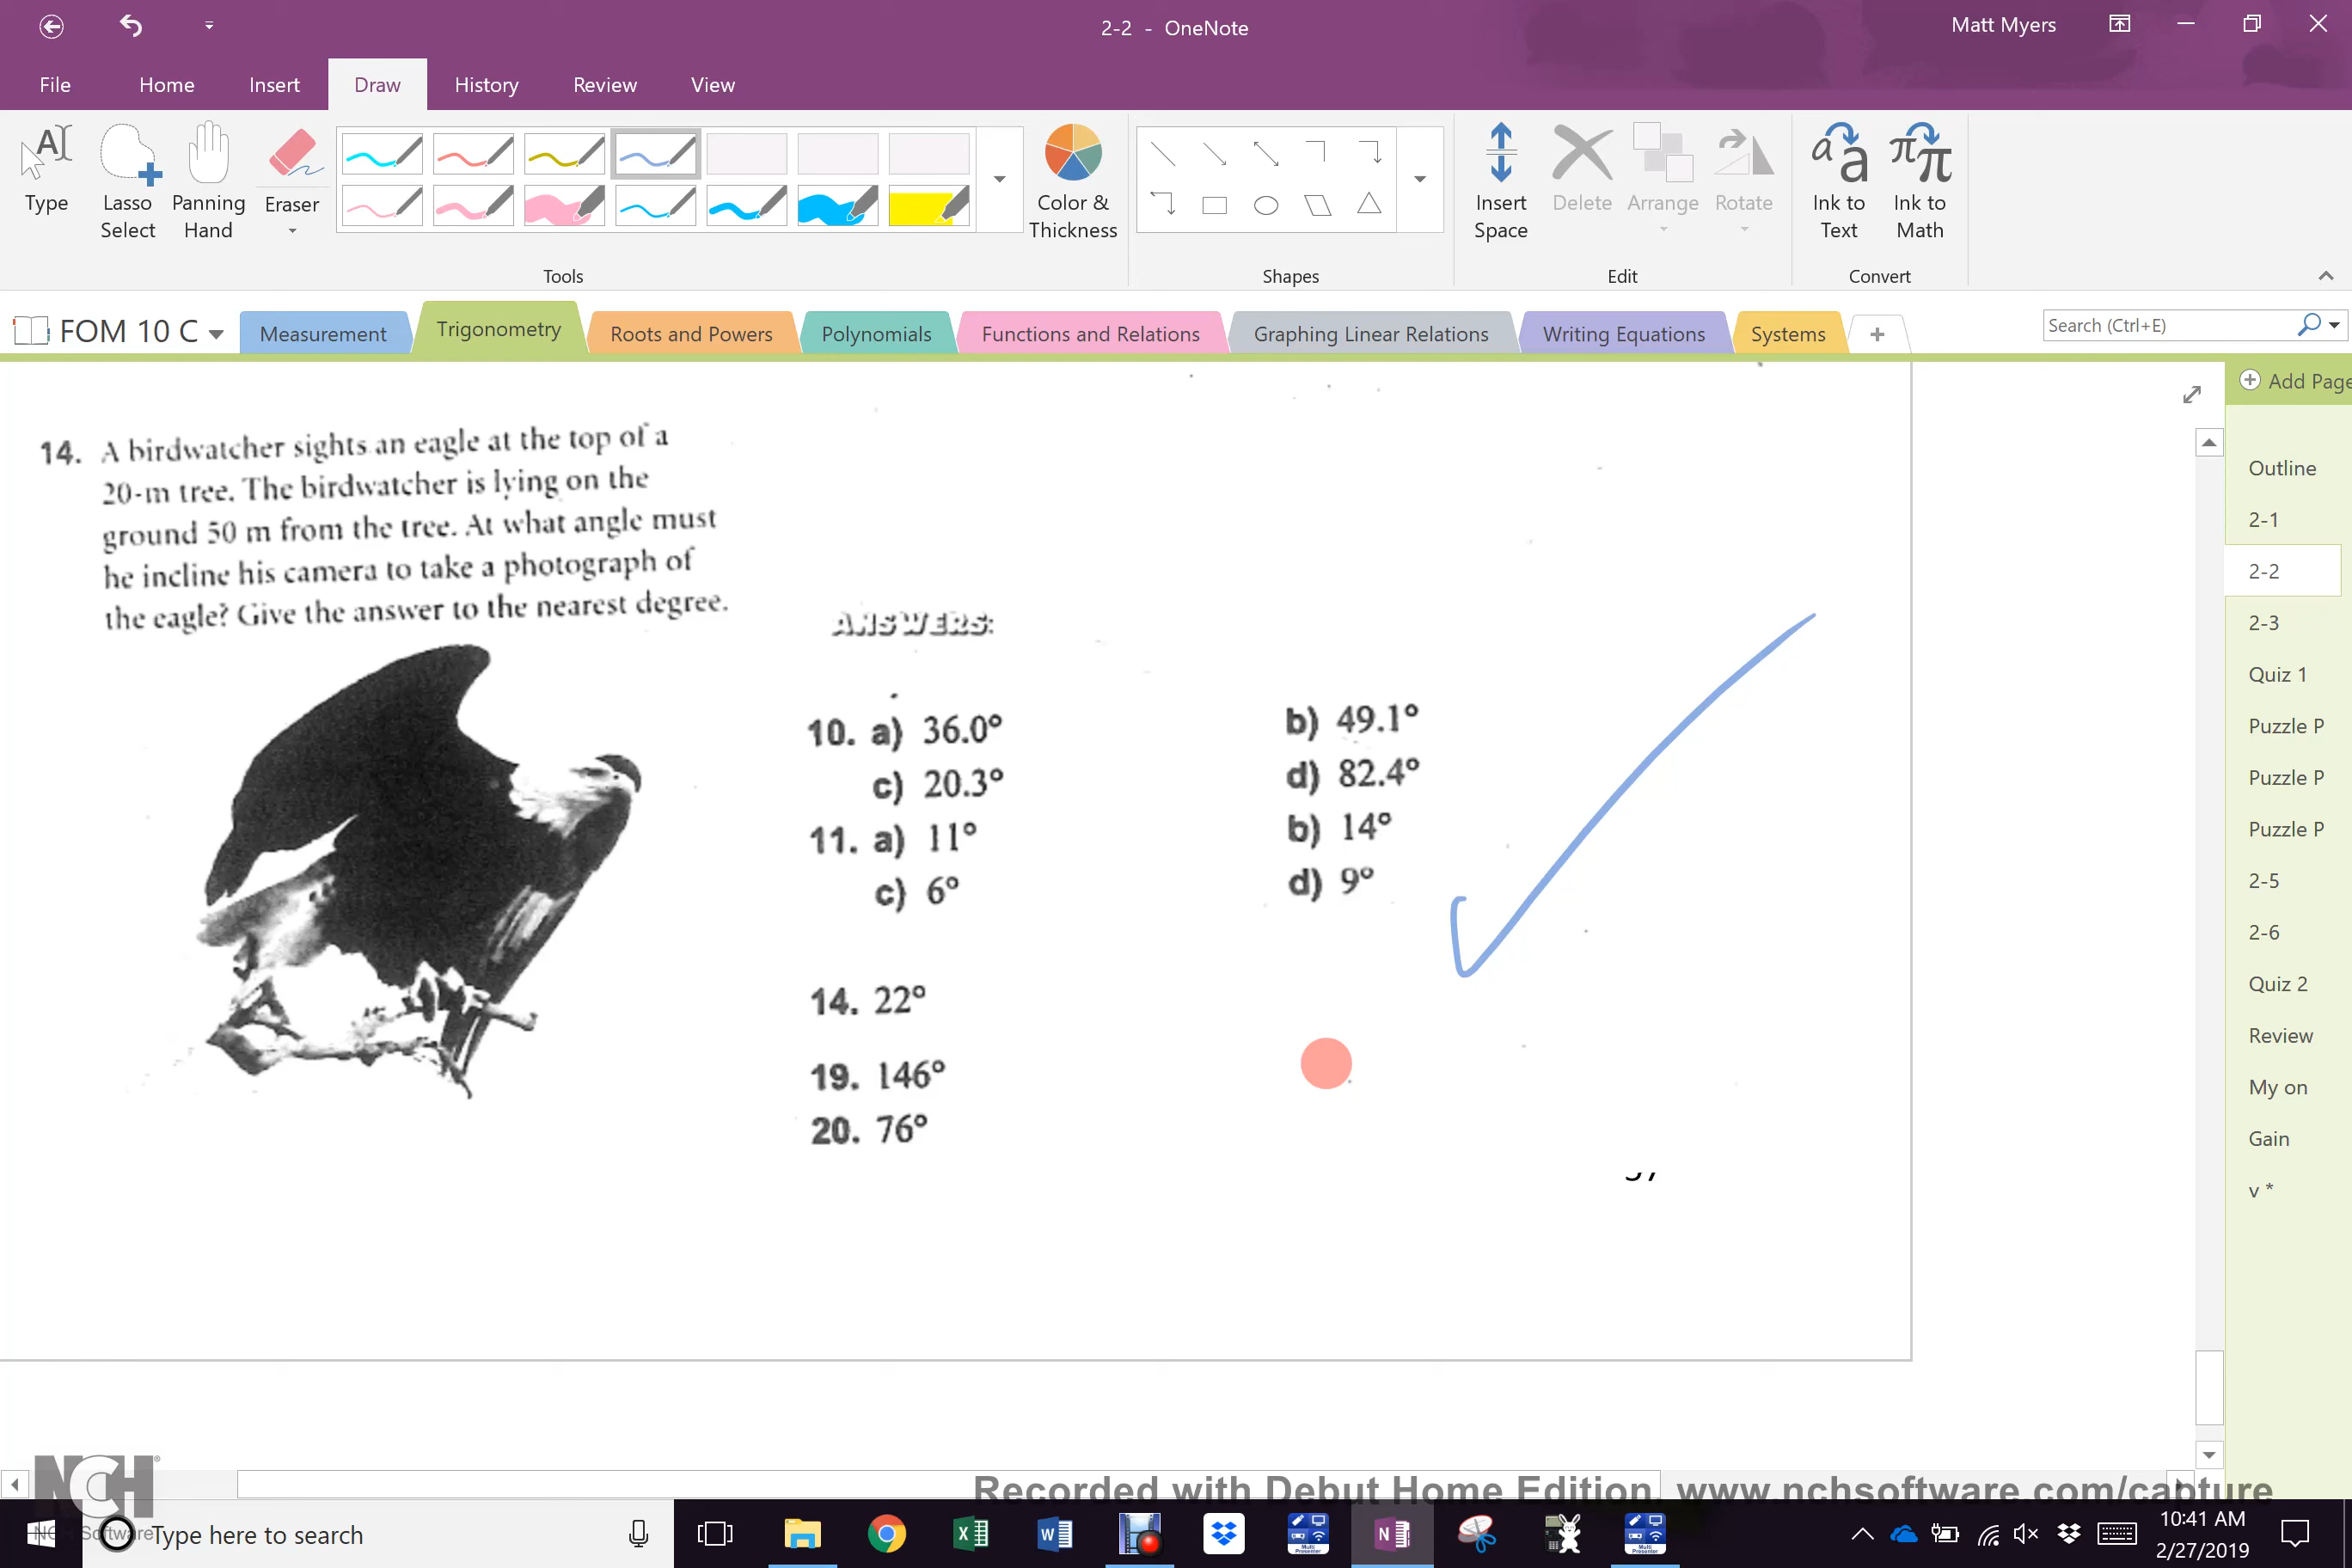 2-2 - OneNote
Matt Myers
File Home Insert Draw History Review View
Type
Lasso Select
Panning Hand
Eraser
Color & Thickness
Insert Space
Delete
Arrange
Rotate
Ink to Text
Ink to Math
Tools
Shapes
Edit
Convert
FOM 10 C
Measurement
Trigonometry
Roots and Powers
Polynomials
Functions and Relations
Graphing Linear Relations
Writing Equations
Systems
Search (Ctrl+E)
Add Page
Outline
2-1
2-2
2-3
Quiz 1
Puzzle P
Puzzle P
Puzzle P
2-5
2-6
Quiz 2
Review
My on
Gain
v *
14. A birdwatcher sights an eagle at the top of a
20-m tree. The birdwatcher is lying on the
ground 50 m from the tree. At what angle must
he incline his camera to take a photograph of
the eagle? Give the answer to the nearest degree.
ANSWERS:
10. a) 36.0° b) 49.1°
c) 20.3° d) 82.4°
11. a) 11° b) 14°
c) 6° d) 9°
14. 22°
19. 146°
20. 76°
NCH
NCH Software
Recorded with Debut Home Edition. www.nchsoftware.com/capture
Type here to search
10:41 AM
2/27/2019